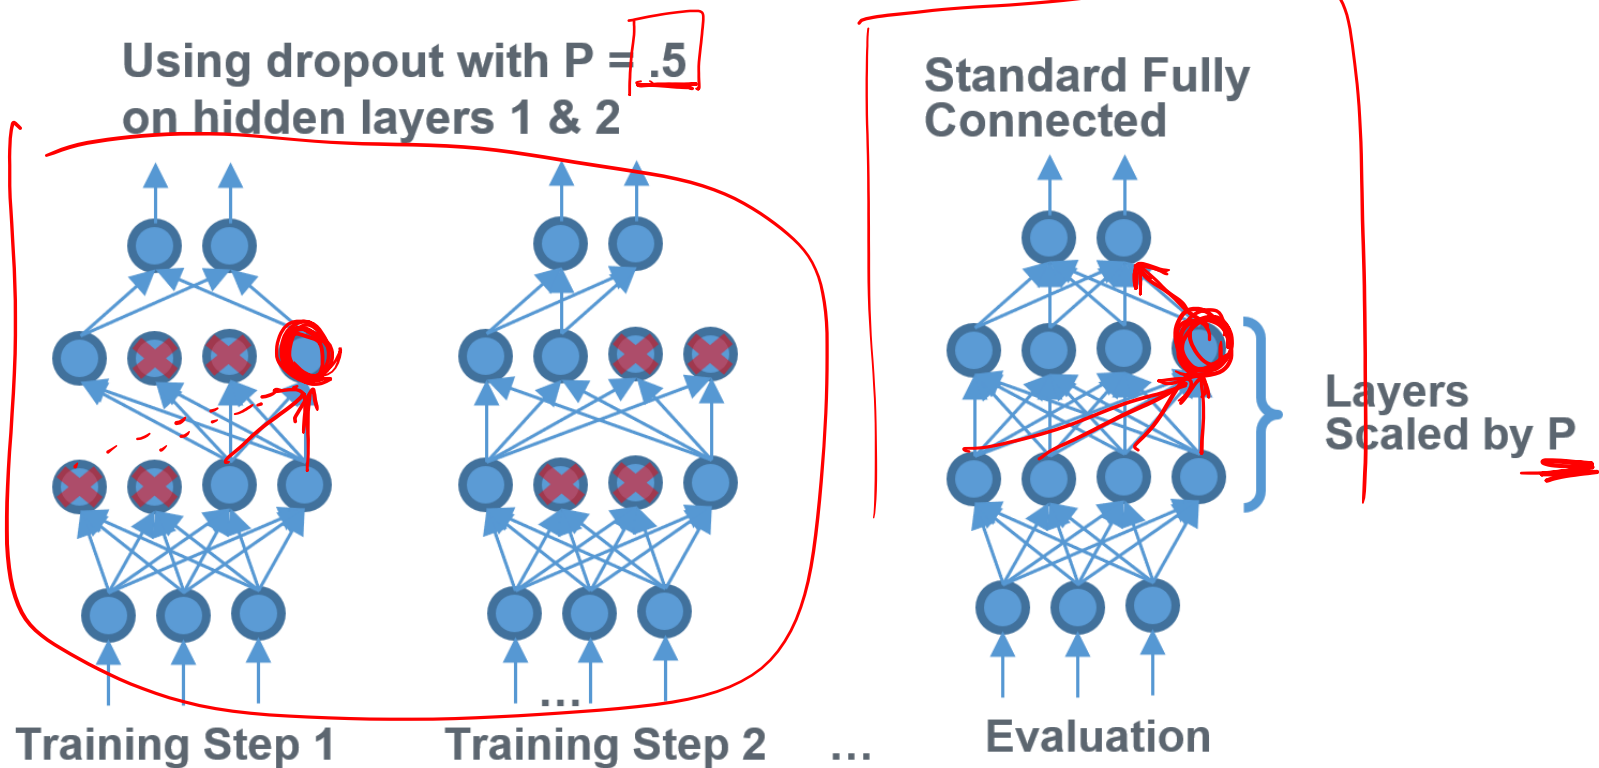 Using dropout with P = .5
on hidden layers 1 & 2
Standard Fully
Connected
Layers
Scaled by P
...
Training Step 1
Training Step 2
...
Evaluation